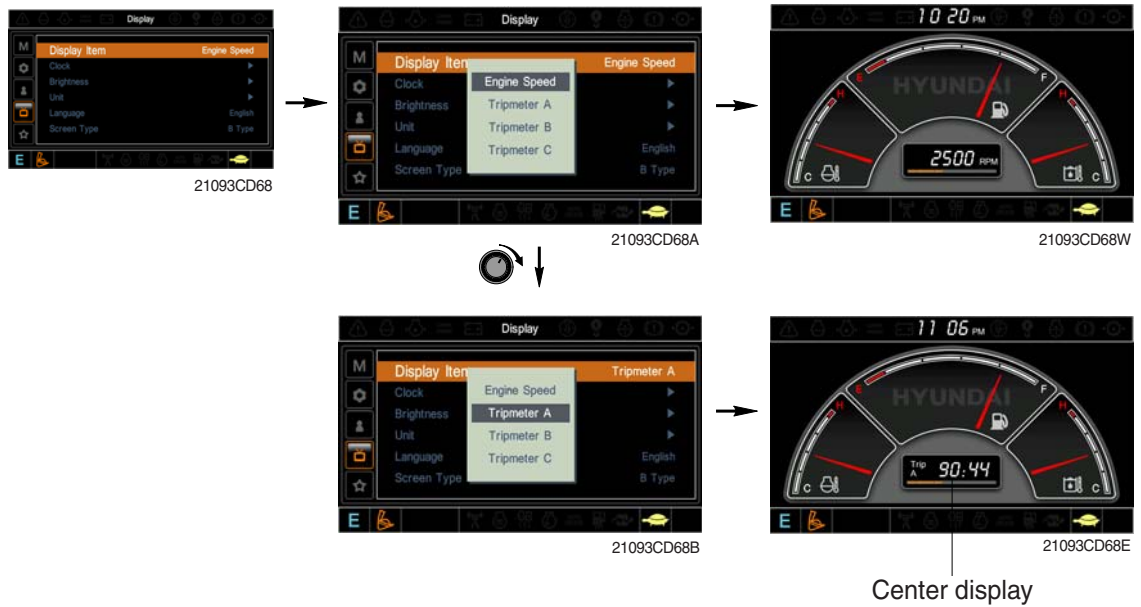 Display
Display Item Engine Speed
Clock
Brightness
Unit
Language English
Screen Type B Type
M
E
21093CD68
Display
Display Item Engine Speed
Clock
Brightness
Unit
Language English
Screen Type B Type
Engine Speed
Tripmeter A
Tripmeter B
Tripmeter C
M
E
21093CD68A
10 20 PM
HYUNDAI
E F
H H
C C
2500 RPM
E
21093CD68W
Display
Display Item Tripmeter A
Clock
Brightness
Unit
Language English
Screen Type B Type
Engine Speed
Tripmeter A
Tripmeter B
Tripmeter C
M
E
21093CD68B
11 06 PM
HYUNDAI
E F
H H
C C
Trip A 90:44
E
21093CD68E
Center display